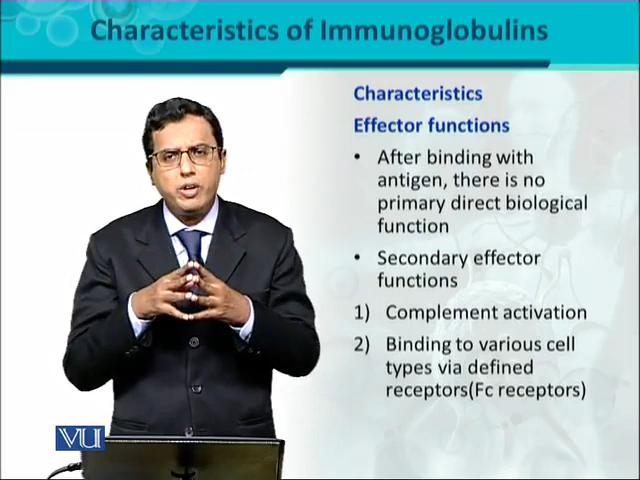 Characteristics of Immunoglobulins
Characteristics
Effector functions
• After binding with
antigen, there is no
primary direct biological
function
• Secondary effector
functions
1) Complement activation
2) Binding to various cell
types via defined
receptors(Fc receptors)
VU